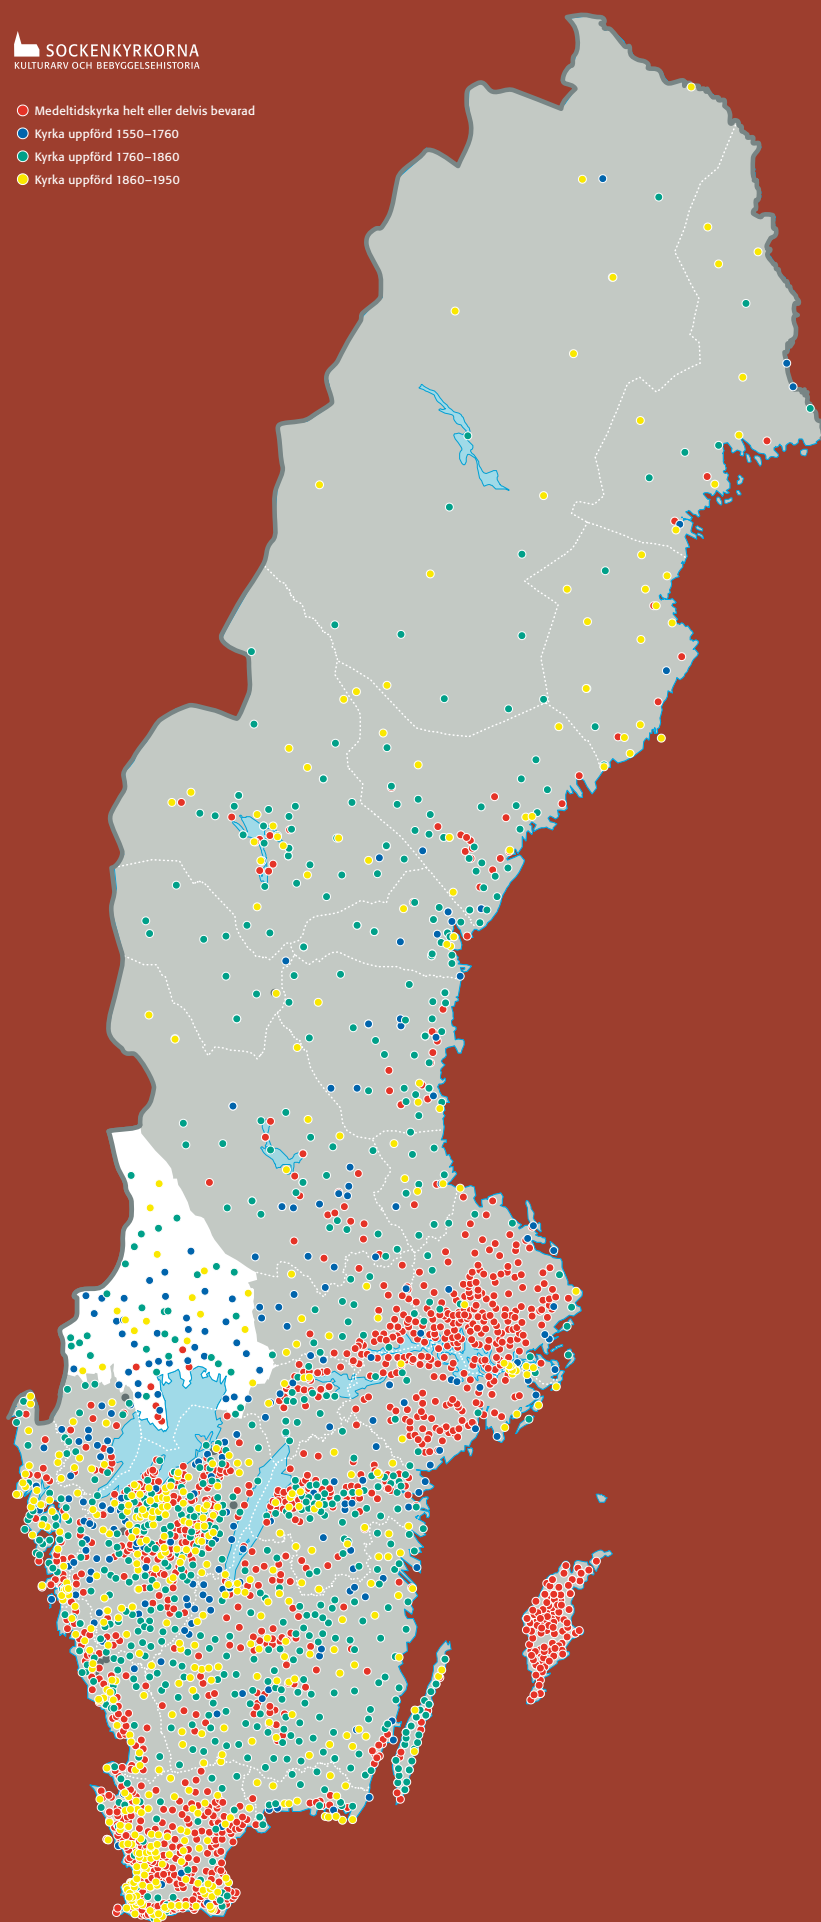 SOCKENKYRKORNA
KULTURARV OCH BEBYGGELSEHISTORIA
Medeltidskyrka helt eller delvis bevarad
Kyrka uppförd 1550–1760
Kyrka uppförd 1760–1860
Kyrka uppförd 1860–1950